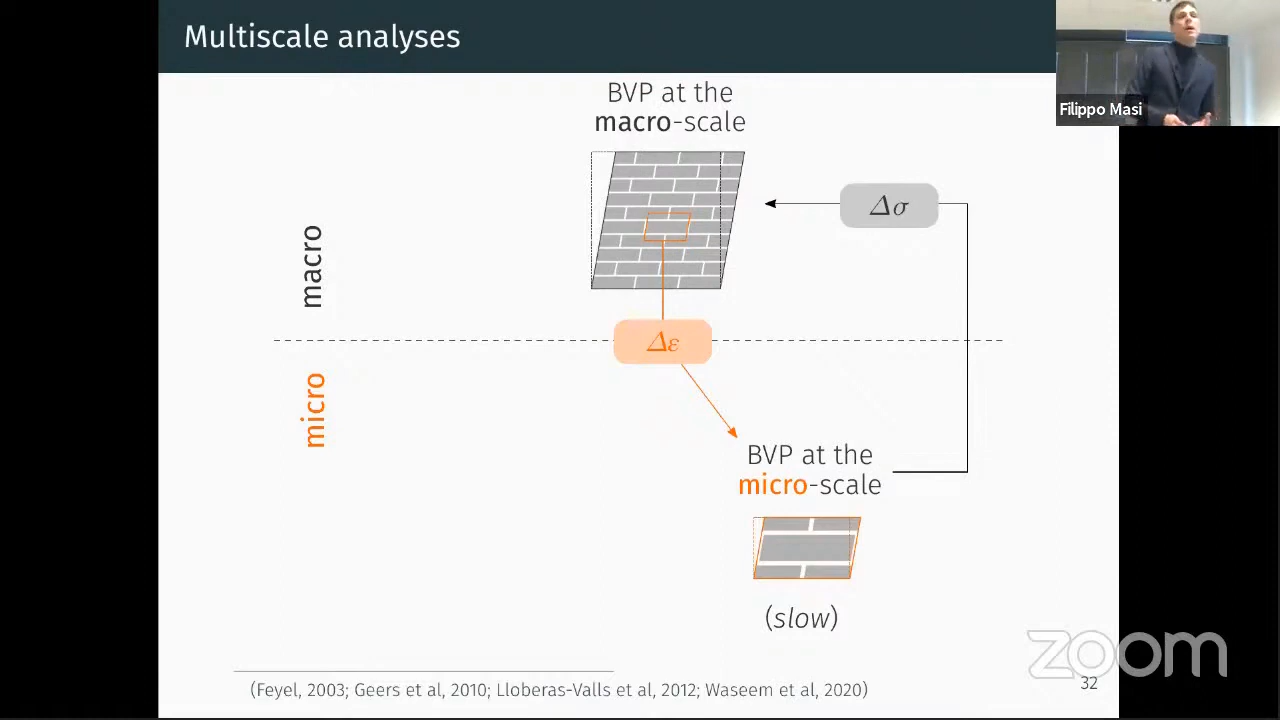 Multiscale analyses
Filippo Masi
BVP at the
macro-scale
Δσ
macro
Δε
micro
BVP at the
micro-scale
(slow)
zoom
(Feyel, 2003; Geers et al, 2010; Lloberas-Valls et al, 2012; Waseem et al, 2020)
32